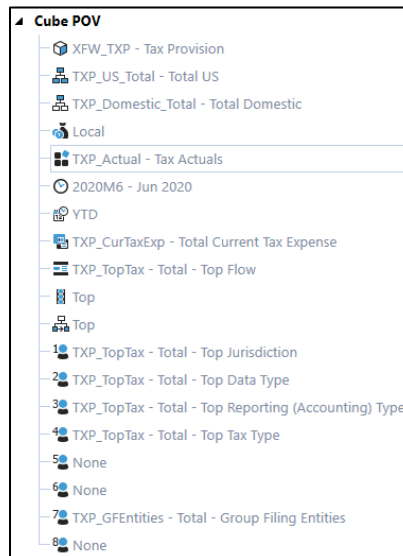 Cube POV
XFW_TXP - Tax Provision
TXP_US_Total - Total US
TXP_Domestic_Total - Total Domestic
Local
TXP_Actual - Tax Actuals
2020M6 - Jun 2020
YTD
TXP_CurTaxExp - Total Current Tax Expense
TXP_TopTax - Total - Top Flow
Top
Top
1 TXP_TopTax - Total - Top Jurisdiction
2 TXP_TopTax - Total - Top Data Type
3 TXP_TopTax - Total - Top Reporting (Accounting) Type
4 TXP_TopTax - Total - Top Tax Type
5 None
6 None
7 TXP_GFEntities - Total - Group Filing Entities
8 None